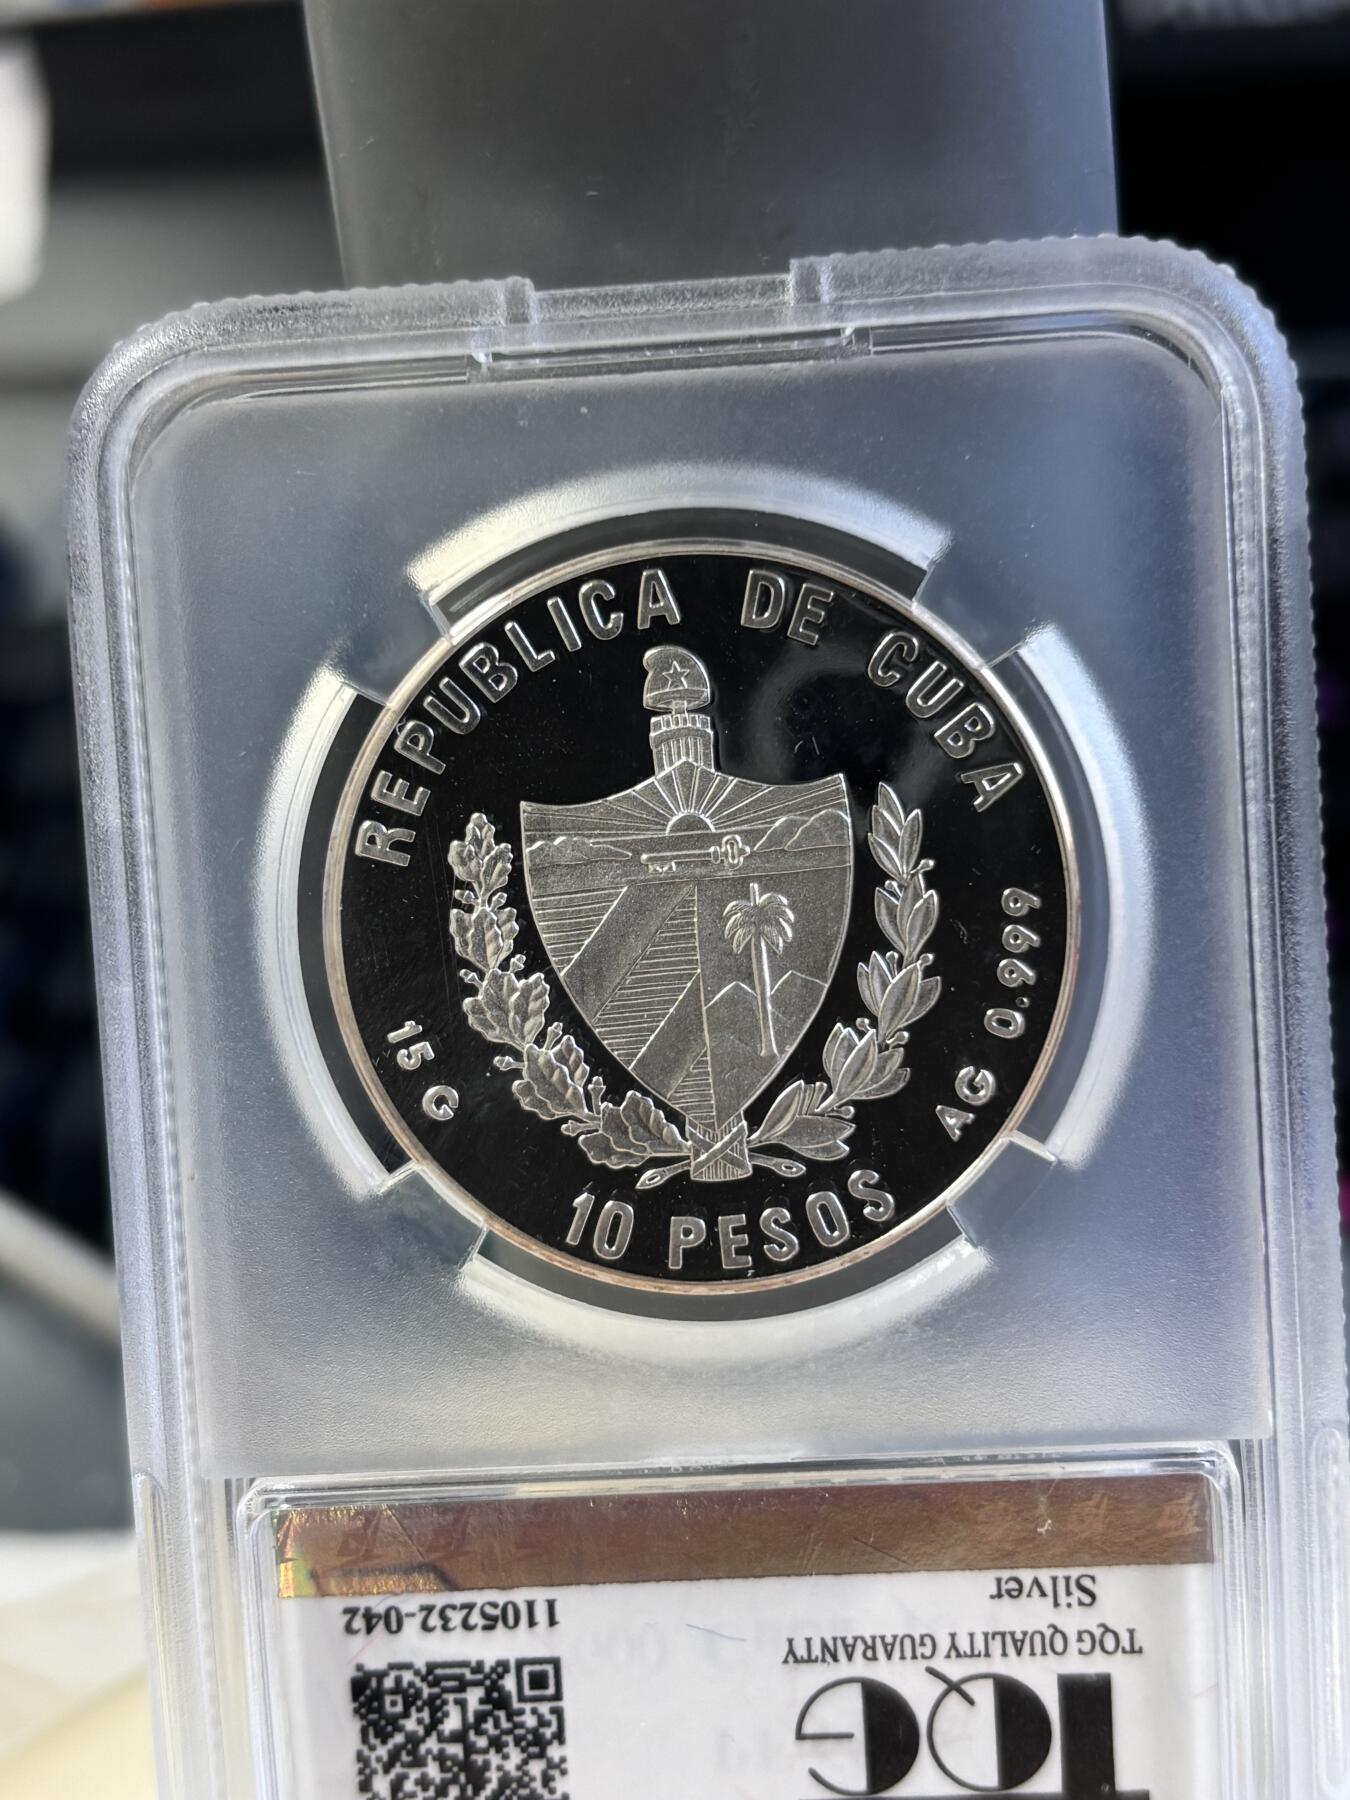 REPUBLICA DE CUBA
15 G
AG 0.999
10 PESOS
TQG
TQG QUALITY GUARANTY
Silver
1105232-042